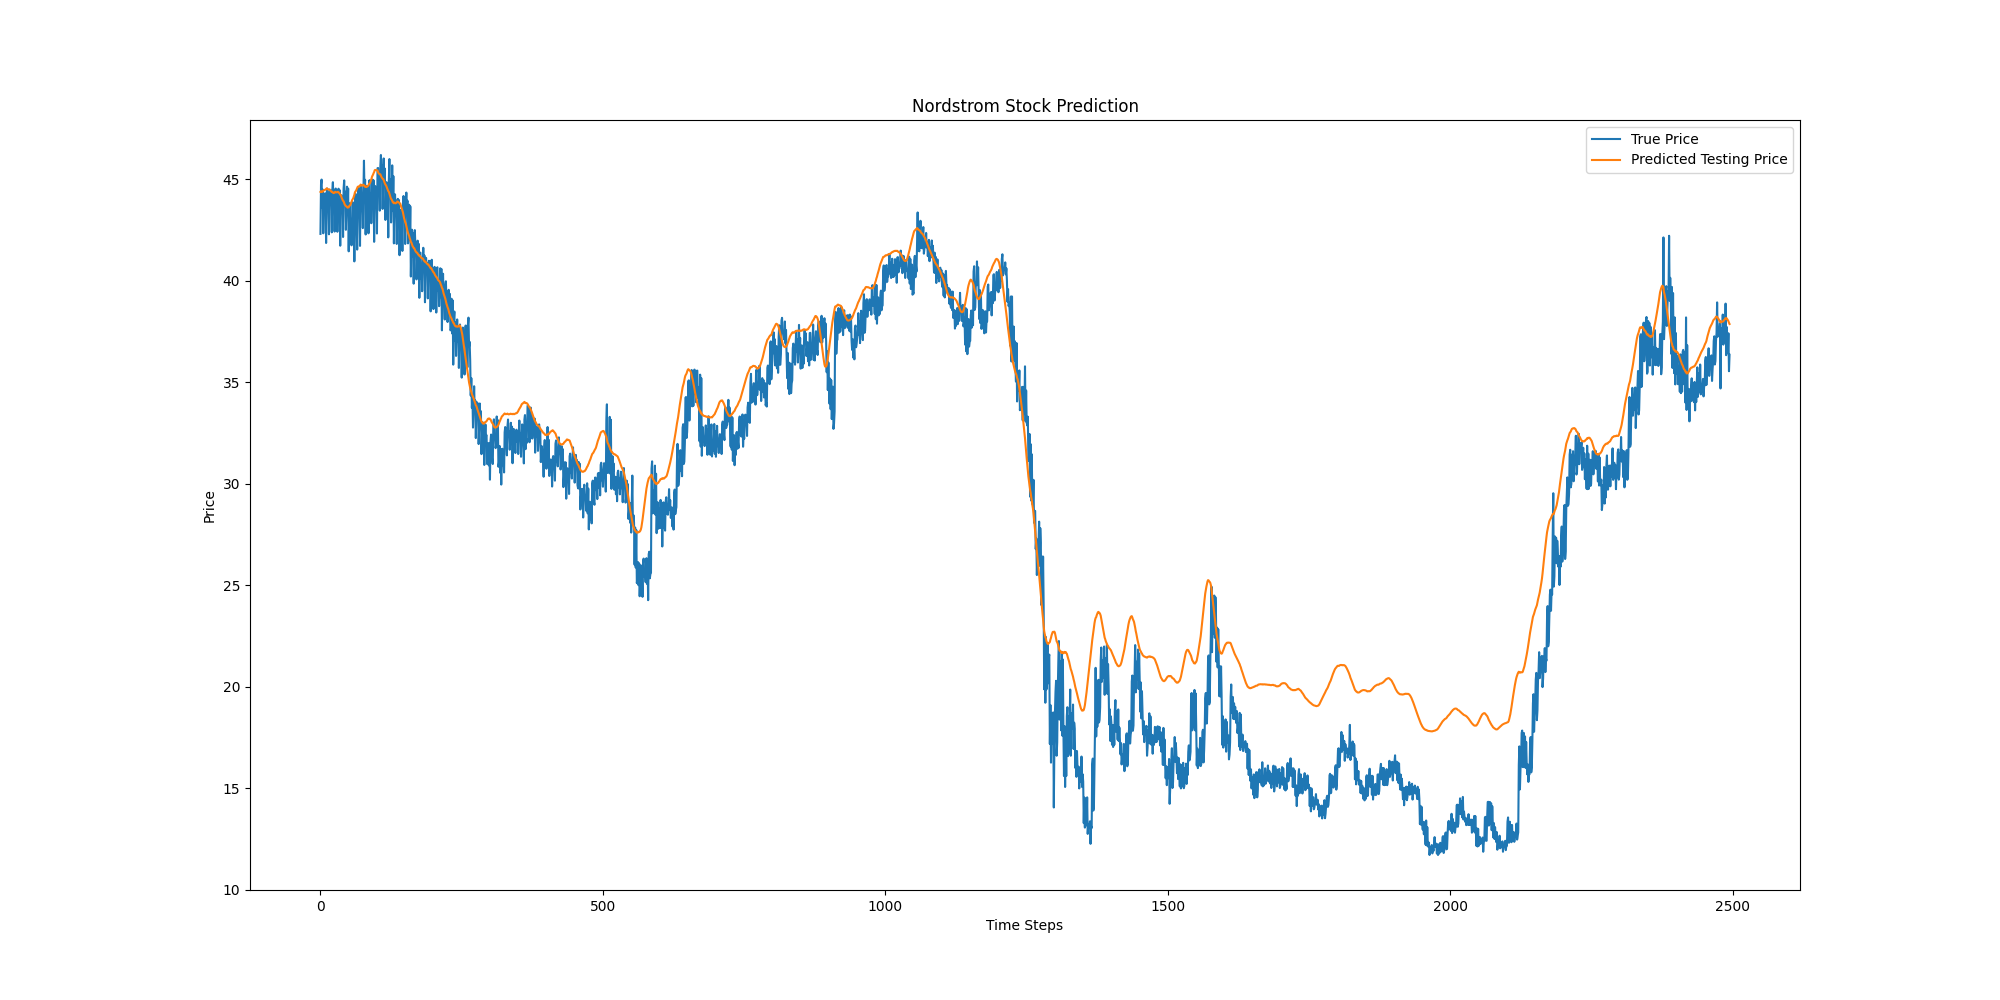 Nordstrom Stock Prediction
True Price
Predicted Testing Price
45
40
35
30
25
20
15
10
Price
0 500 1000 1500 2000 2500
Time Steps